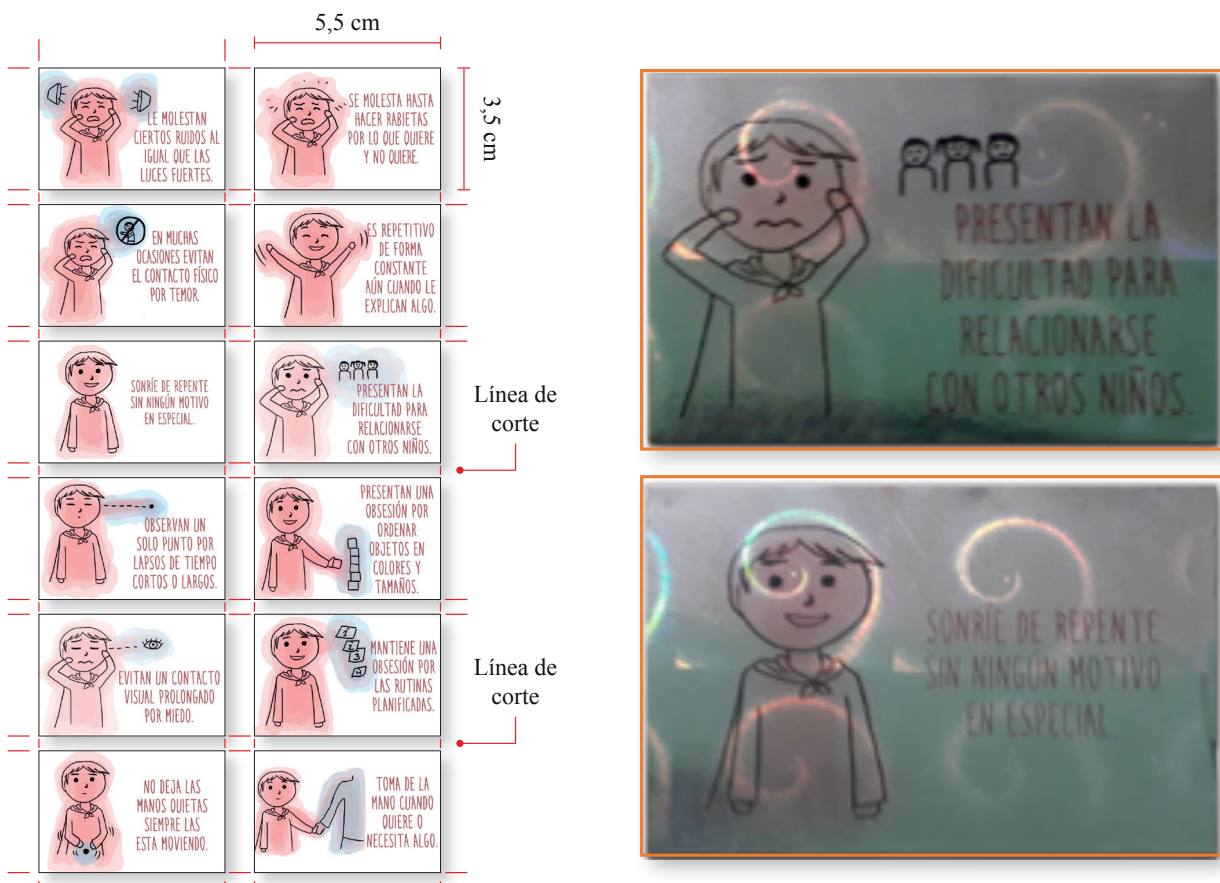 5,5 cm
3,5 cm
LE MOLESTAN
CIERTOS RUIDOS AL
IGUAL QUE LAS
LUCES FUERTES.
SE MOLESTA HASTA
HACER RABIETAS
POR LO QUE QUIERE
Y NO QUIERE.
EN MUCHAS
OCASIONES EVITAN
EL CONTACTO FÍSICO
POR TEMOR.
ES REPETITIVO
DE FORMA
CONSTANTE
AÚN CUANDO LE
EXPLICAN ALGO.
SONRÍE DE REPENTE
SIN NINGÚN MOTIVO
EN ESPECIAL.
PRESENTAN LA
DIFICULTAD PARA
RELACIONARSE
CON OTROS NIÑOS.
Línea de
corte
OBSERVAN UN
SOLO PUNTO POR
LAPSOS DE TIEMPO
CORTOS O LARGOS.
PRESENTAN UNA
OBSESIÓN POR
ORDENAR
OBJETOS EN
COLORES Y
TAMAÑOS.
EVITAN UN CONTACTO
VISUAL PROLONGADO
POR MIEDO.
1
2
3
4
MANTIENE UNA
OBSESIÓN POR
LAS RUTINAS
PLANIFICADAS.
Línea de
corte
NO DEJA LAS
MANOS QUIETAS
SIEMPRE LAS
ESTA MOVIENDO.
TOMA DE LA
MANO CUANDO
QUIERE O
NECESITA ALGO.
PRESENTAN LA
DIFICULTAD PARA
RELACIONARSE
CON OTROS NIÑOS.
SONRÍE DE REPENTE
SIN NINGÚN MOTIVO
EN ESPECIAL.